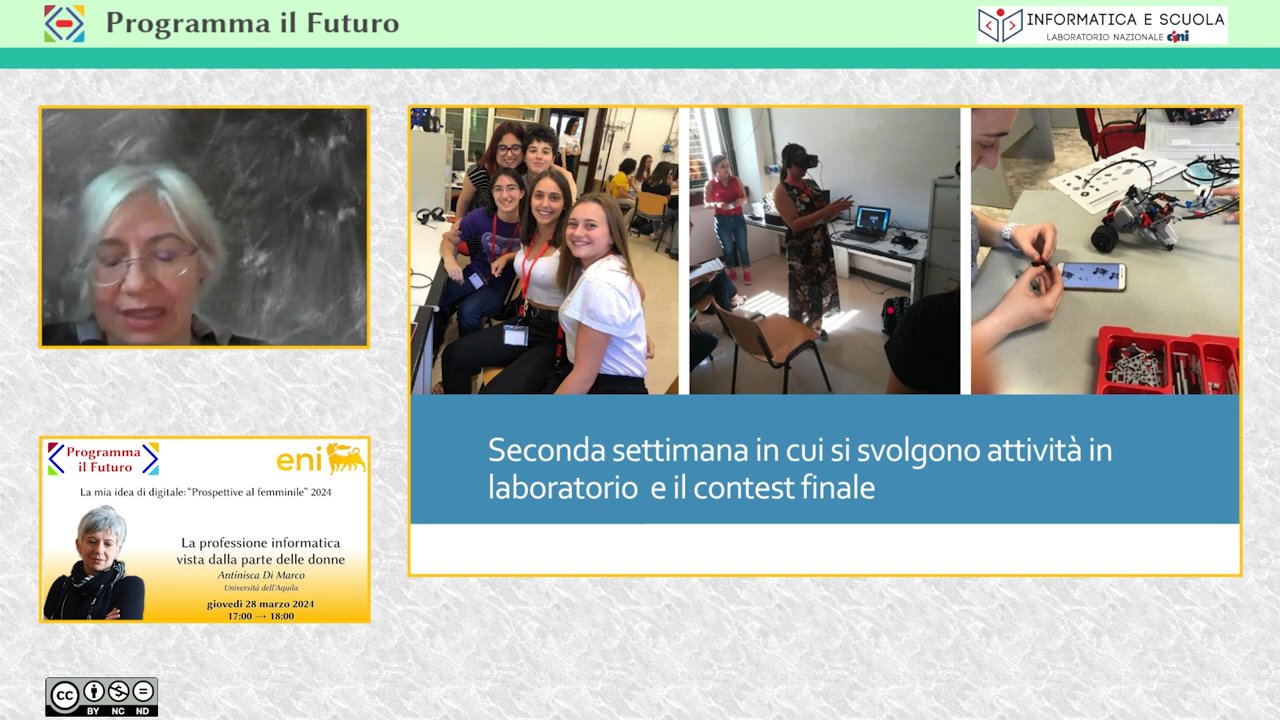 Programma il Futuro
INFORMATICA E SCUOLA
LABORATORIO NAZIONALE cini
Seconda settimana in cui si svolgono attività in
laboratorio e il contest finale
Programma
il Futuro
eni
La mia idea di digitale: "Prospettive al femminile" 2024
La professione informatica
vista dalla parte delle donne
Antinisca Di Marco
Università dell'Aquila
giovedì 28 marzo 2024
17:00 → 18:00
cc
BY NC ND